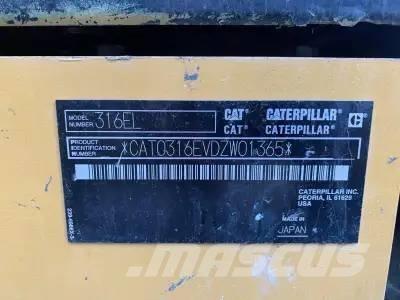 MODEL NUMBER 316EL
CAT CATERPILLAR
CAT® CATERPILLAR®
PRODUCT IDENTIFICATION NUMBER *CAT0316EVDZW01365*
CATERPILLAR INC.
PEORIA, IL 61629
USA
MADE IN
JAPAN
MASCUS